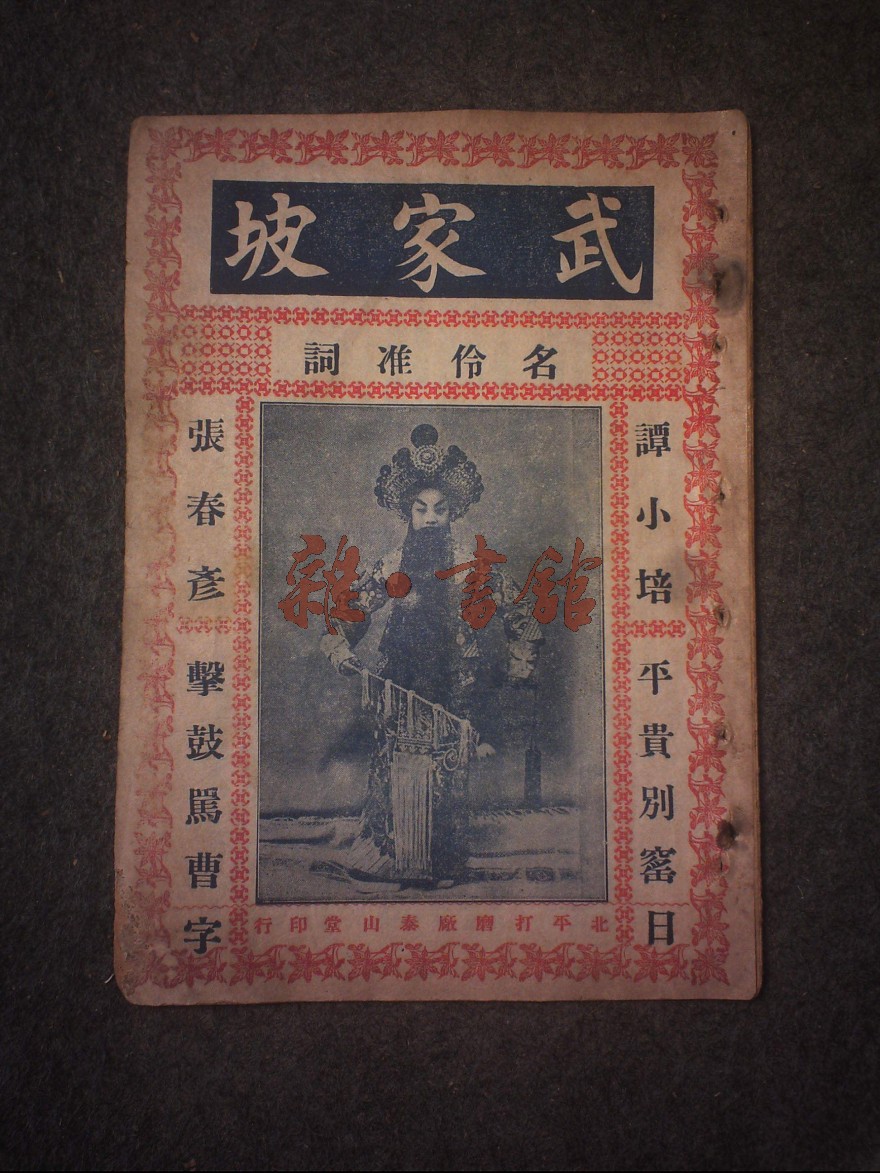 武家坡
名伶准詞
譚小培 平貴別窰日
張春彥 擊鼓罵曹字
雜·書館
北平打磨廠泰山堂印行